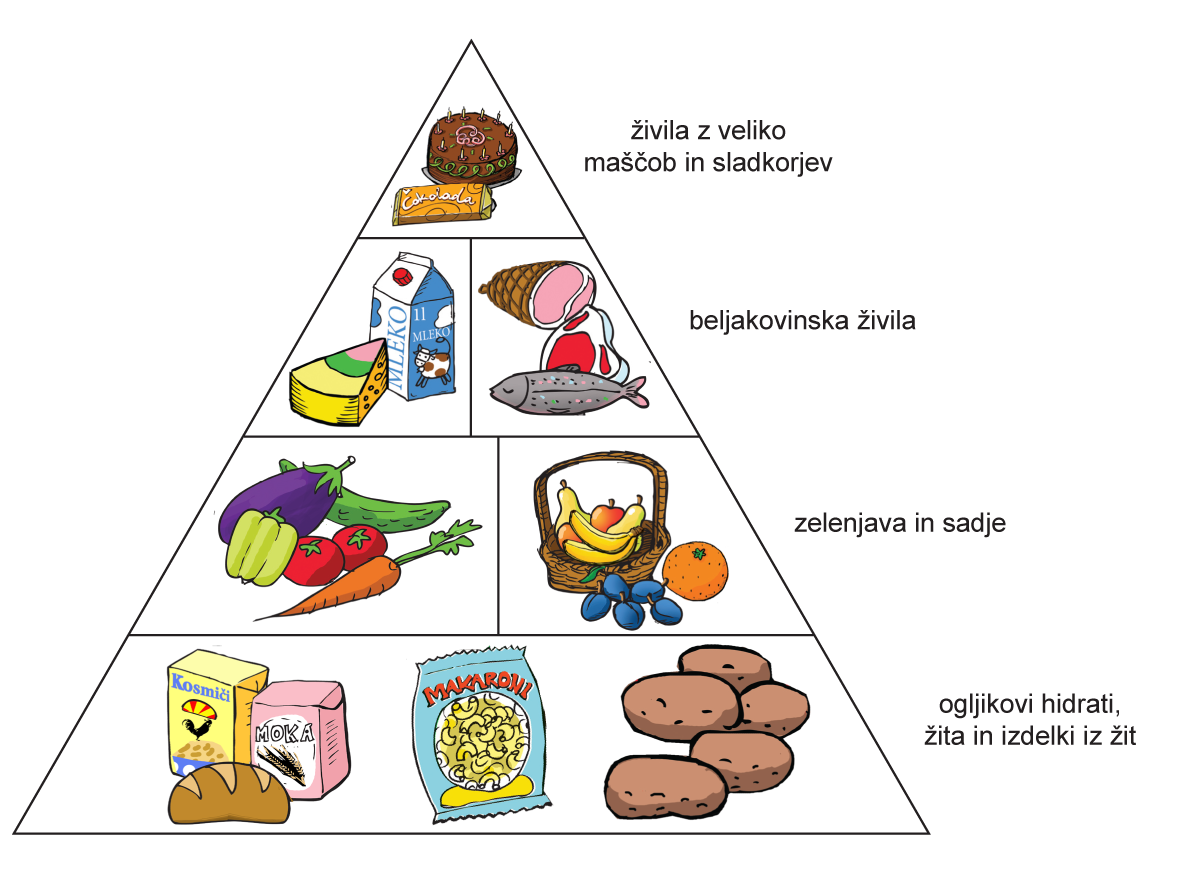 živila z veliko
maščob in sladkorjev
Čokolada
MLEKO
1l
MLEKO
beljakovinska živila
zelenjava in sadje
Kosmiči
MOKA
MAKARONI
ogljikovi hidrati,
žita in izdelki iz žit